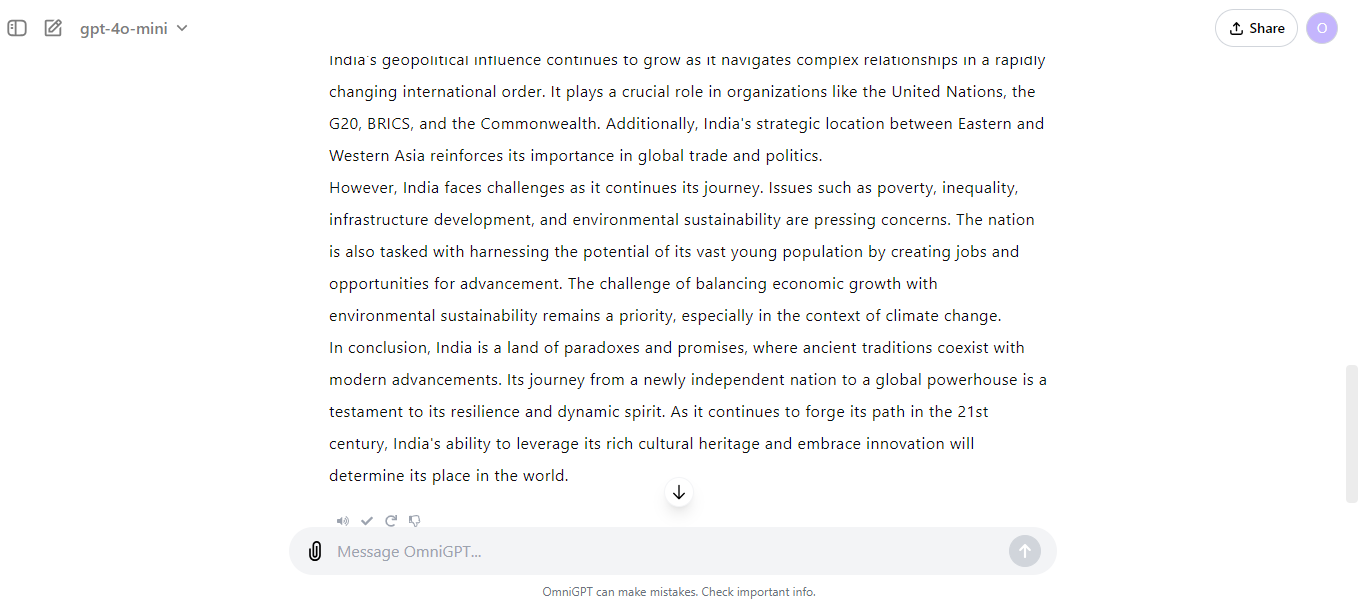 gpt-4o-mini
Share
O
India's geopolitical influence continues to grow as it navigates complex relationships in a rapidly
changing international order. It plays a crucial role in organizations like the United Nations, the
G20, BRICS, and the Commonwealth. Additionally, India's strategic location between Eastern and
Western Asia reinforces its importance in global trade and politics.
However, India faces challenges as it continues its journey. Issues such as poverty, inequality,
infrastructure development, and environmental sustainability are pressing concerns. The nation
is also tasked with harnessing the potential of its vast young population by creating jobs and
opportunities for advancement. The challenge of balancing economic growth with
environmental sustainability remains a priority, especially in the context of climate change.
In conclusion, India is a land of paradoxes and promises, where ancient traditions coexist with
modern advancements. Its journey from a newly independent nation to a global powerhouse is a
testament to its resilience and dynamic spirit. As it continues to forge its path in the 21st
century, India's ability to leverage its rich cultural heritage and embrace innovation will
determine its place in the world.
Message OmniGPT...
OmniGPT can make mistakes. Check important info.